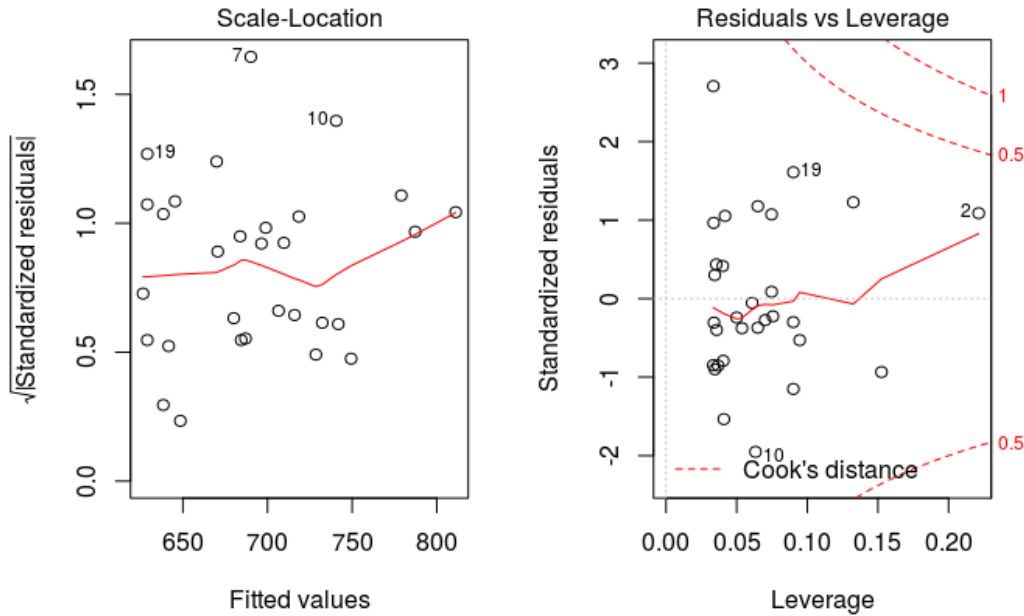 Scale-Location
√|Standardized residuals|
0.0 0.5 1.0 1.5
7
10
19
650 700 750 800
Fitted values
Residuals vs Leverage
Standardized residuals
-2 -1 0 1 2 3
19
2
10
1
0.5
0.5
Cook's distance
0.00 0.05 0.10 0.15 0.20
Leverage